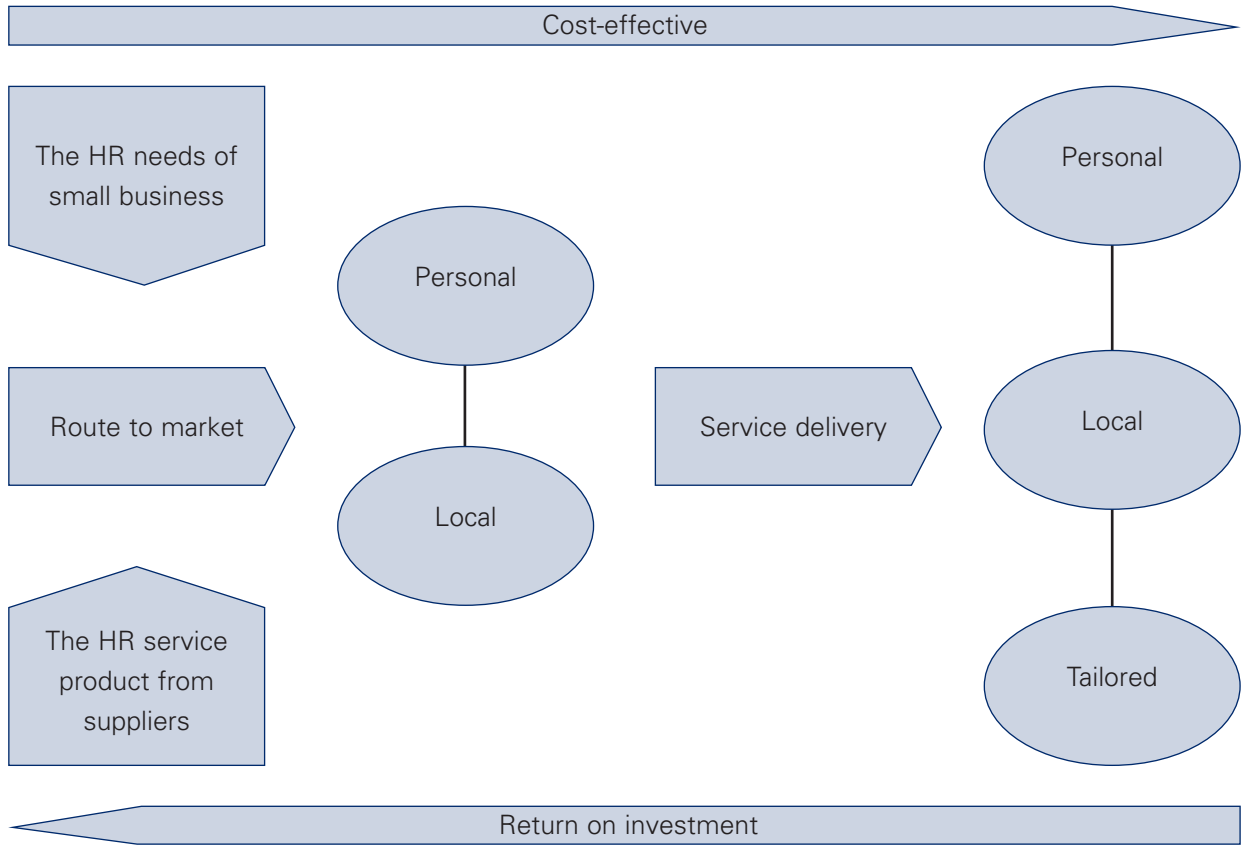 Cost-effective
The HR needs of
small business
Personal
Personal
Route to market
Local
Service delivery
Local
The HR service
product from
suppliers
Tailored
Return on investment